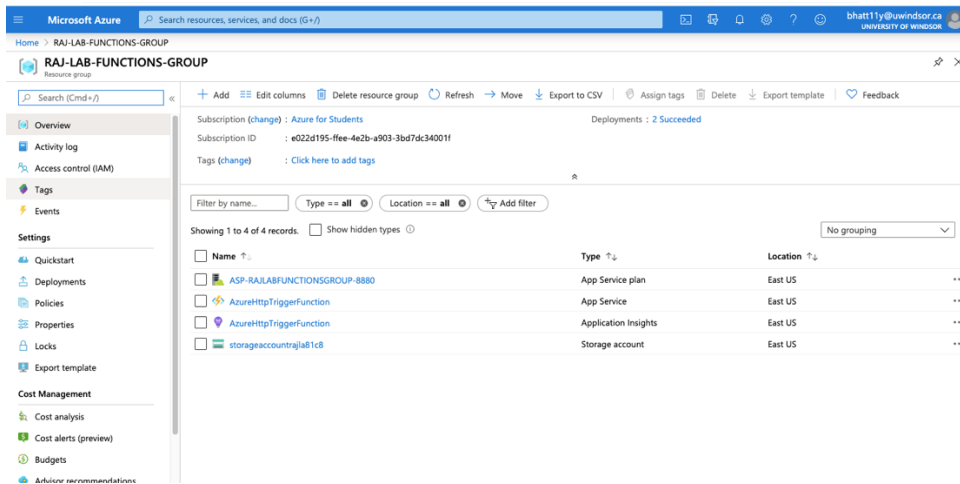 Microsoft Azure
Search resources, services, and docs (G+/)
bhatt11y@uwindsor.ca
UNIVERSITY OF WINDSOR
Home > RAJ-LAB-FUNCTIONS-GROUP
RAJ-LAB-FUNCTIONS-GROUP
Resource group
Search (Cmd+/)
Overview
Activity log
Access control (IAM)
Tags
Events
Settings
Quickstart
Deployments
Policies
Properties
Locks
Export template
Cost Management
Cost analysis
Cost alerts (preview)
Budgets
Advisor recommendations
Add Edit columns Delete resource group Refresh Move Export to CSV Assign tags Delete Export template Feedback
Subscription (change) : Azure for Students Deployments : 2 Succeeded
Subscription ID : e022d195-ffee-4e2b-a903-3bd7dc34001f
Tags (change) : Click here to add tags
Filter by name... Type == all Location == all Add filter
Showing 1 to 4 of 4 records. Show hidden types No grouping
Name Type Location
ASP-RAJLABFUNCTIONSGROUP-8880 App Service plan East US
AzureHttpTriggerFunction App Service East US
AzureHttpTriggerFunction Application Insights East US
storageaccountrajla81c8 Storage account East US